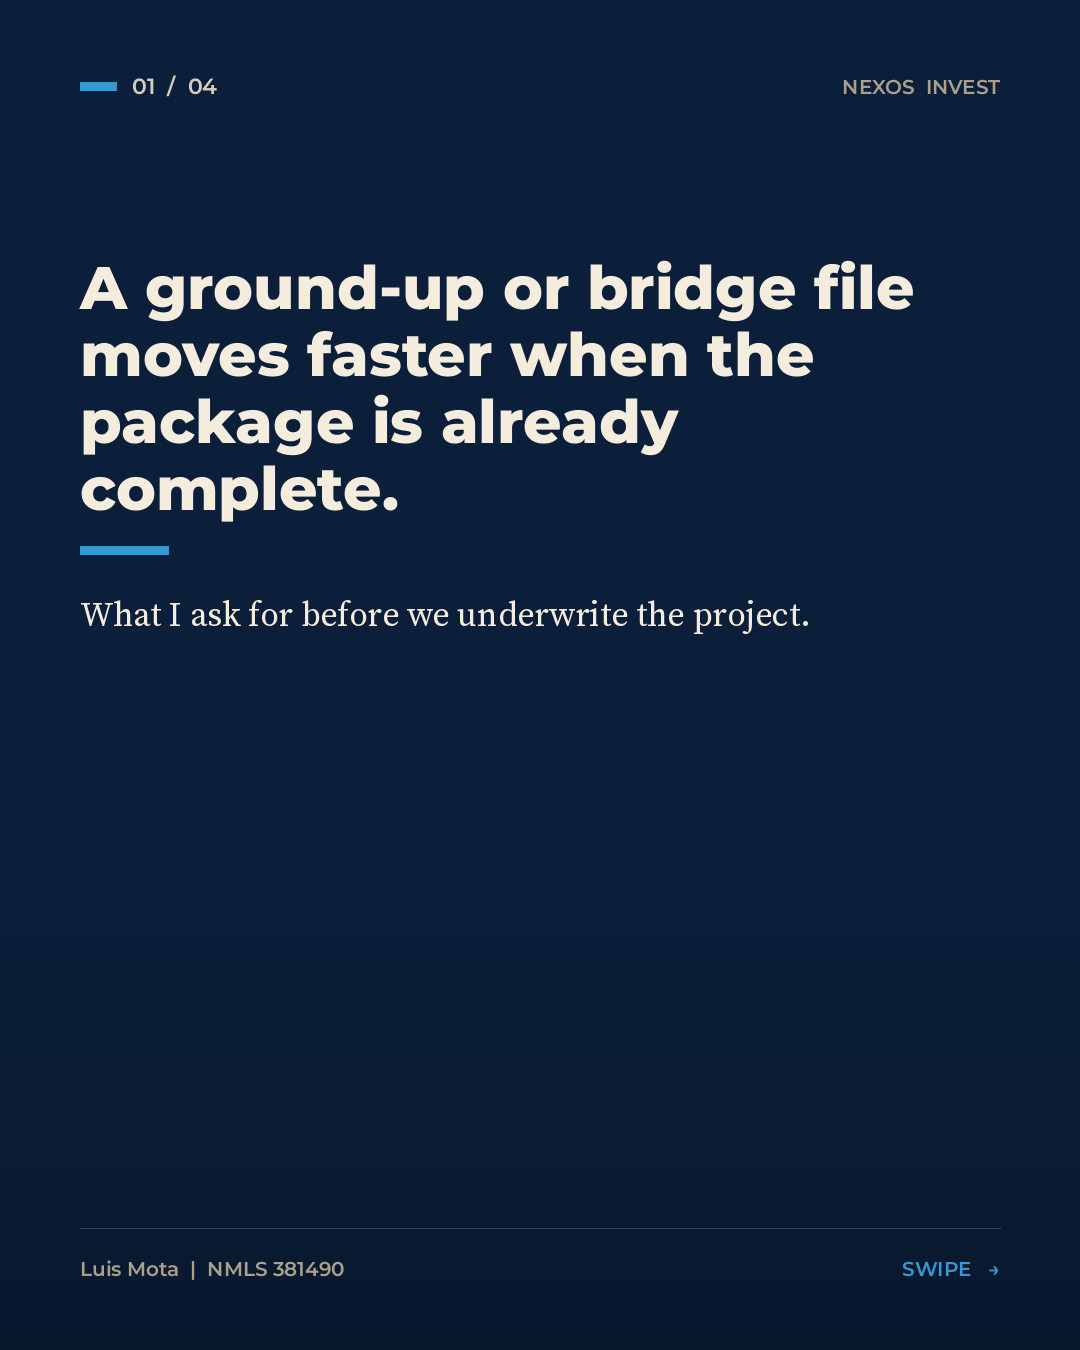 01 / 04
NEXOS INVEST
A ground-up or bridge file
moves faster when the
package is already
complete.
What I ask for before we underwrite the project.
Luis Mota | NMLS 381490
SWIPE →